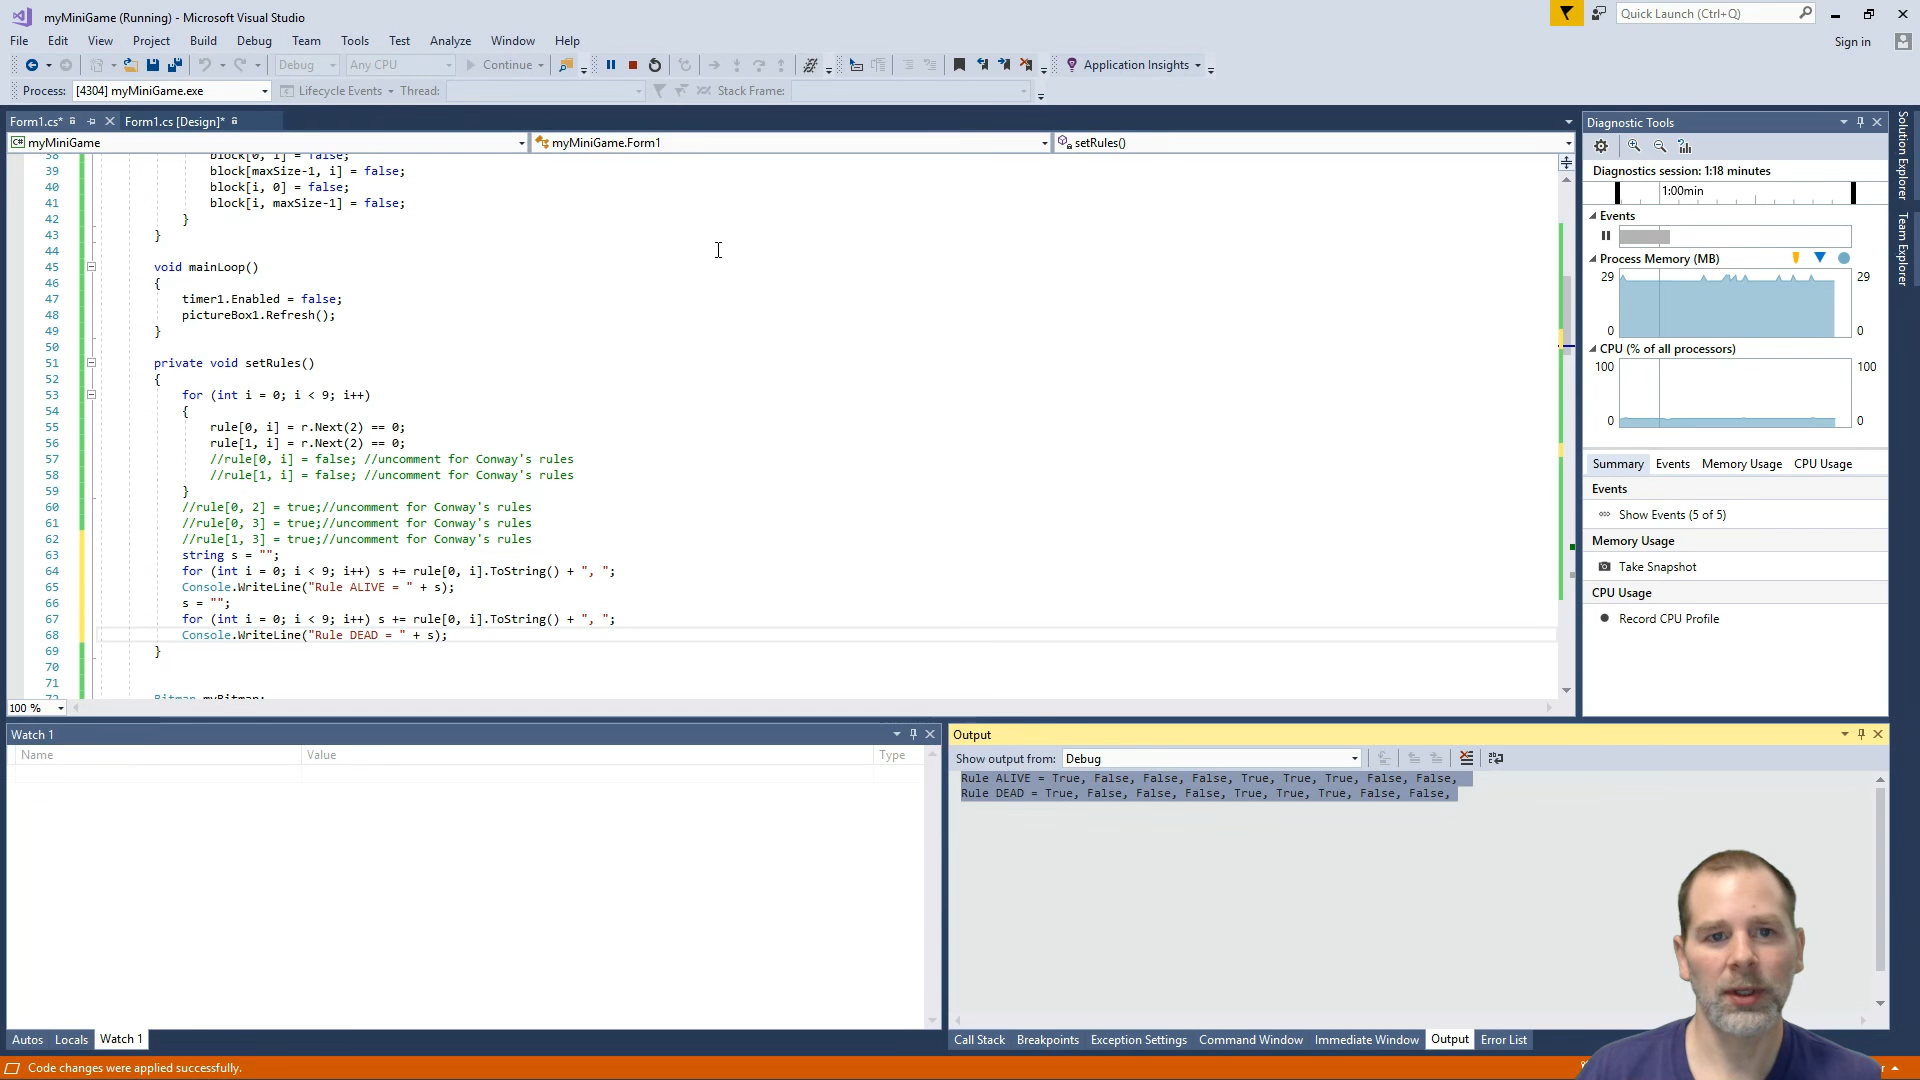 myMiniGame (Running) - Microsoft Visual Studio
Quick Launch (Ctrl+Q)
File Edit View Project Build Debug Team Tools Test Analyze Window Help
Sign in
Debug Any CPU Continue Application Insights
Process: [4304] myMiniGame.exe Lifecycle Events Thread: Stack Frame:
Form1.cs* Form1.cs [Design]*
C# myMiniGame myMiniGame.Form1 setRules()
38 block[0, i] = false;
39 block[maxSize-1, i] = false;
40 block[i, 0] = false;
41 block[i, maxSize-1] = false;
42 }
43 }
44
45 void mainLoop()
46 {
47 timer1.Enabled = false;
48 pictureBox1.Refresh();
49 }
50
51 private void setRules()
52 {
53 for (int i = 0; i < 9; i++)
54 {
55 rule[0, i] = r.Next(2) == 0;
56 rule[1, i] = r.Next(2) == 0;
57 //rule[0, i] = false; //uncomment for Conway's rules
58 //rule[1, i] = false; //uncomment for Conway's rules
59 }
60 //rule[0, 2] = true;//uncomment for Conway's rules
61 //rule[0, 3] = true;//uncomment for Conway's rules
62 //rule[1, 3] = true;//uncomment for Conway's rules
63 string s = "";
64 for (int i = 0; i < 9; i++) s += rule[0, i].ToString() + ", ";
65 Console.WriteLine("Rule ALIVE = " + s);
66 s = "";
67 for (int i = 0; i < 9; i++) s += rule[0, i].ToString() + ", ";
68 Console.WriteLine("Rule DEAD = " + s);
69 }
70
71
72 Bitmap myBitmap;
100 %
Diagnostic Tools
Diagnostics session: 1:18 minutes
1:00min
Events
Process Memory (MB)
29 29
0 0
CPU (% of all processors)
100 100
0 0
Summary Events Memory Usage CPU Usage
Events
Show Events (5 of 5)
Memory Usage
Take Snapshot
CPU Usage
Record CPU Profile
Solution Explorer
Team Explorer
Watch 1
Name Value Type
Autos Locals Watch 1
Output
Show output from: Debug
Rule ALIVE = True, False, False, False, True, True, True, False, False,
Rule DEAD = True, False, False, False, True, True, True, False, False,
Call Stack Breakpoints Exception Settings Command Window Immediate Window Output Error List
Code changes were applied successfully.